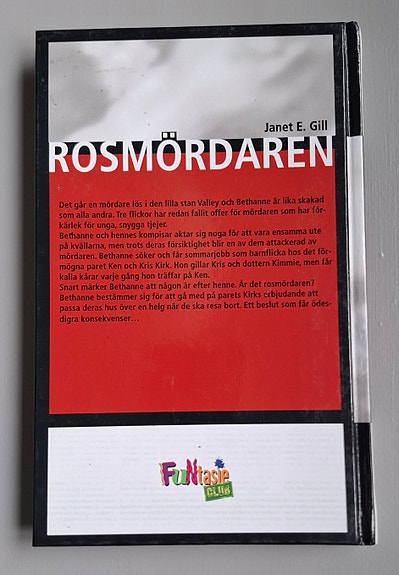 Janet E. Gill
ROSMÖRDAREN
Det går en mördare lös i den lilla stan Valley och Bethanne är lika skakad
som alla andra. Tre flickor har redan fallit offer för mördaren som har för-
kärlek för unga, snygga tjejer.
Bethanne och hennes kompisar aktar sig noga för att vara ensamma ute
på kvällarna, men trots deras försiktighet blir en av dem attackerad av
mördaren. Bethanne söker och får sommarjobb som barnflicka hos det för-
mögna paret Ken och Kris Kirk. Hon gillar Kris och dottern Kimmie, men får
kalla kårar varje gång hon träffar på Ken.
Snart märker Bethanne att någon är efter henne. Är det rosmördaren?
Bethanne bestämmer sig för att gå med på parets Kirks erbjudande att
passa deras hus över en helg när de ska resa bort. Ett beslut som får ödes-
digra konsekvenser...
FUNtasie
CLUB